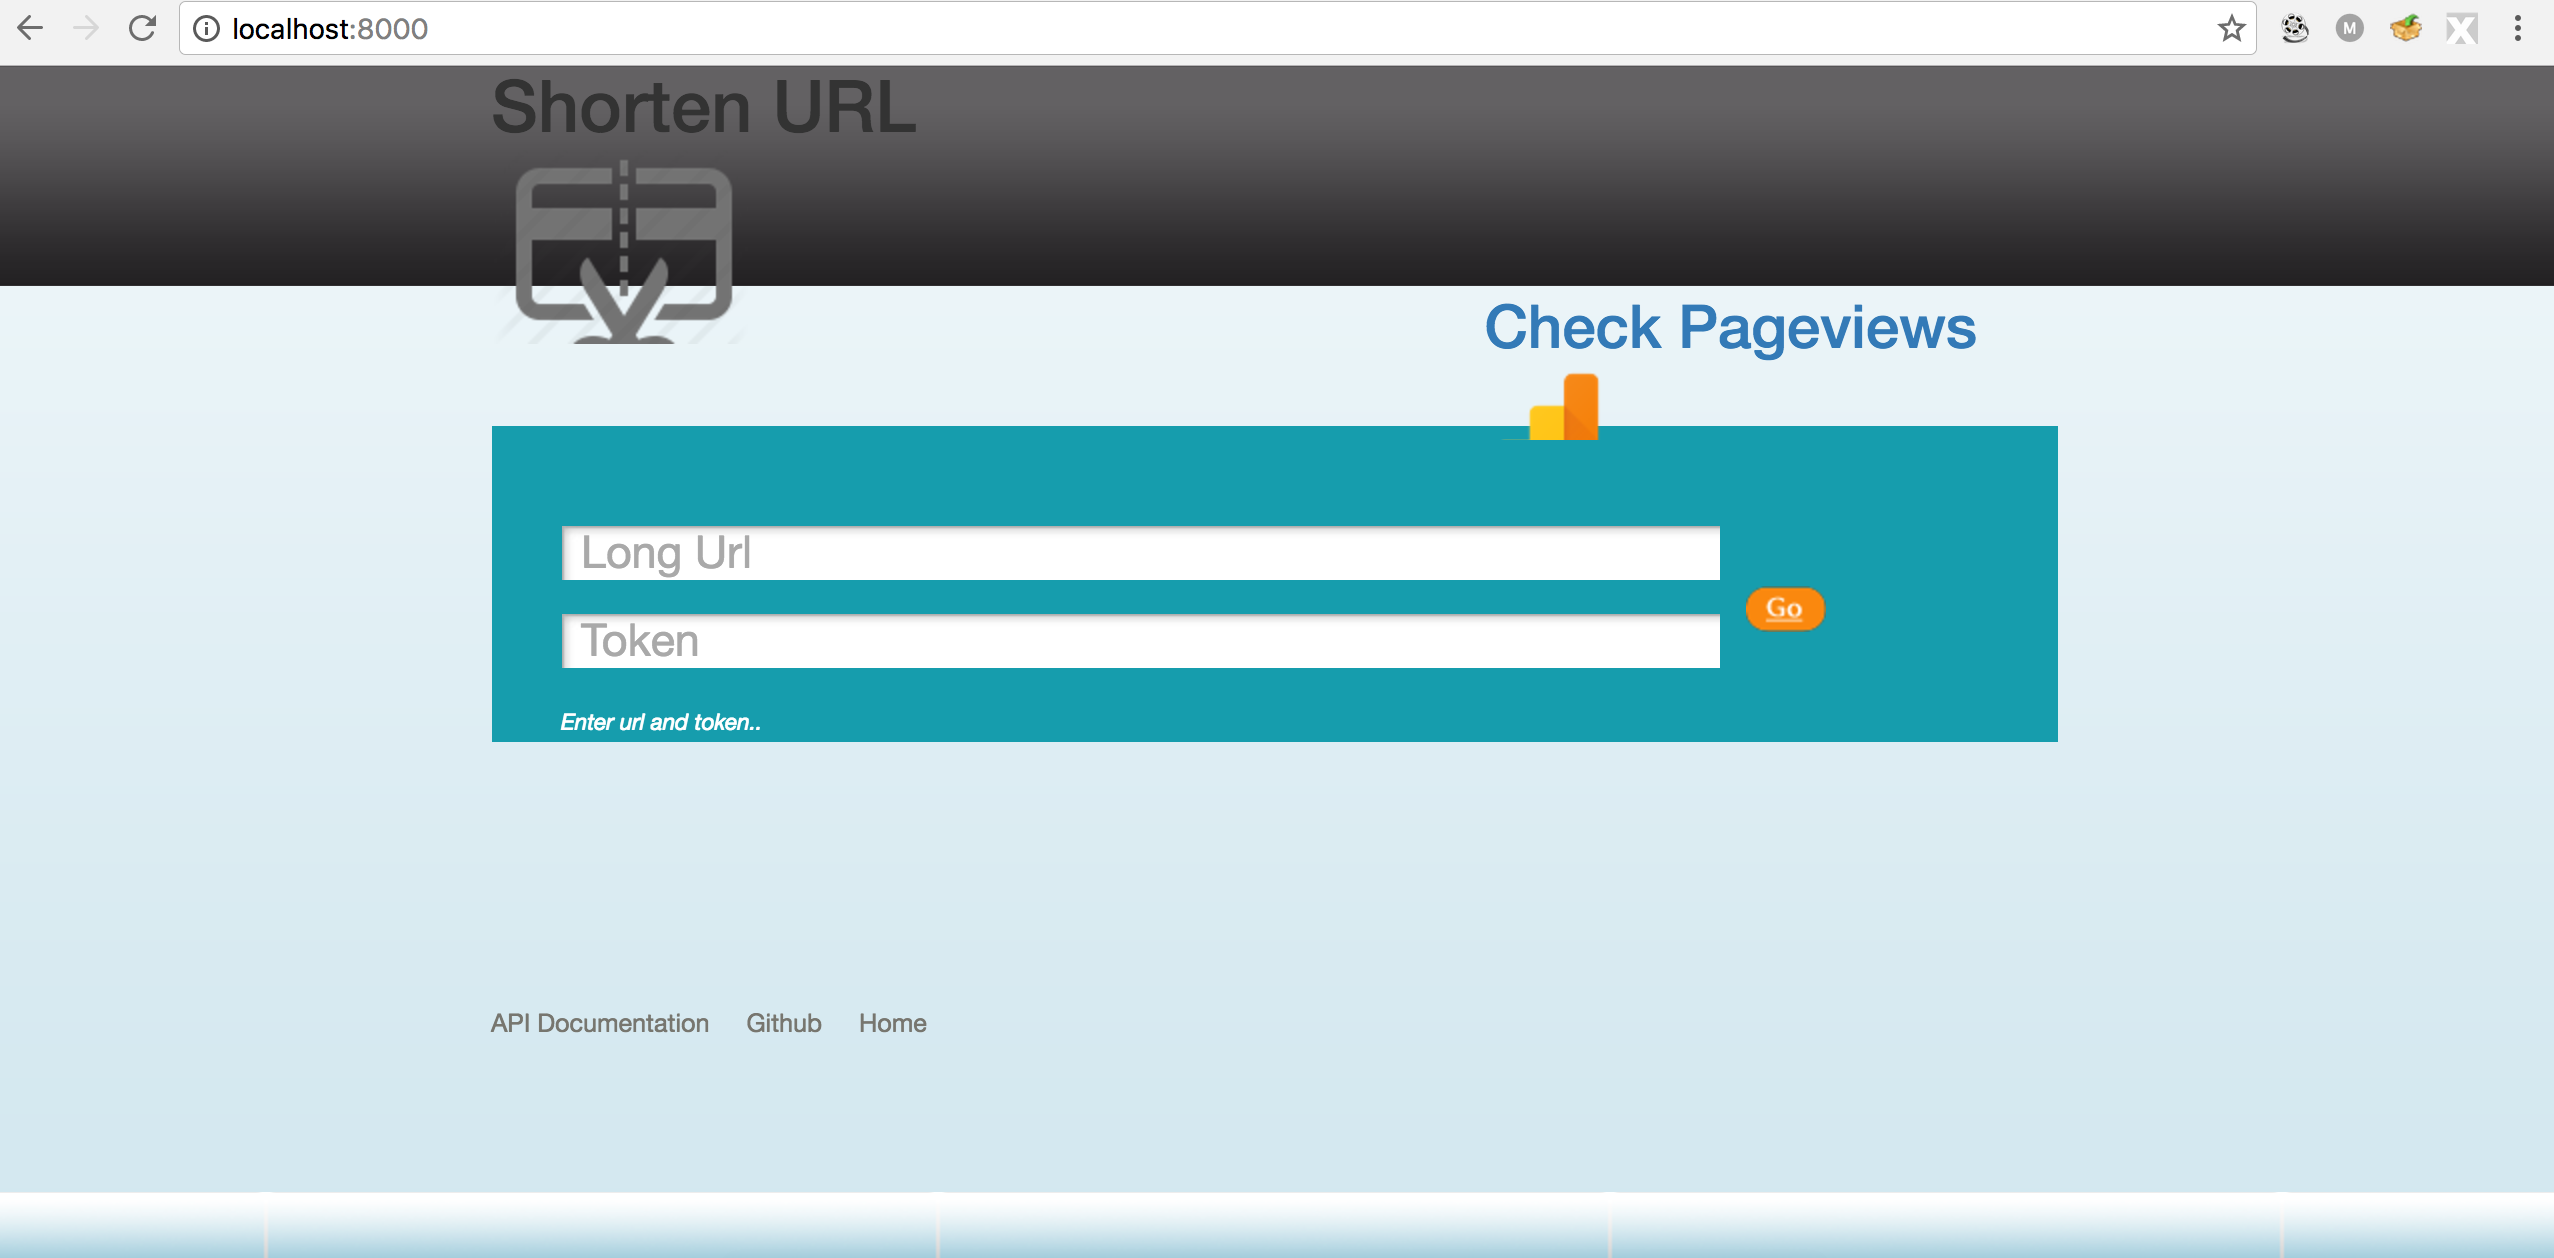 localhost:8000
M
Shorten URL
Check Pageviews
Long Url
Go
Token
Enter url and token..
API Documentation Github Home